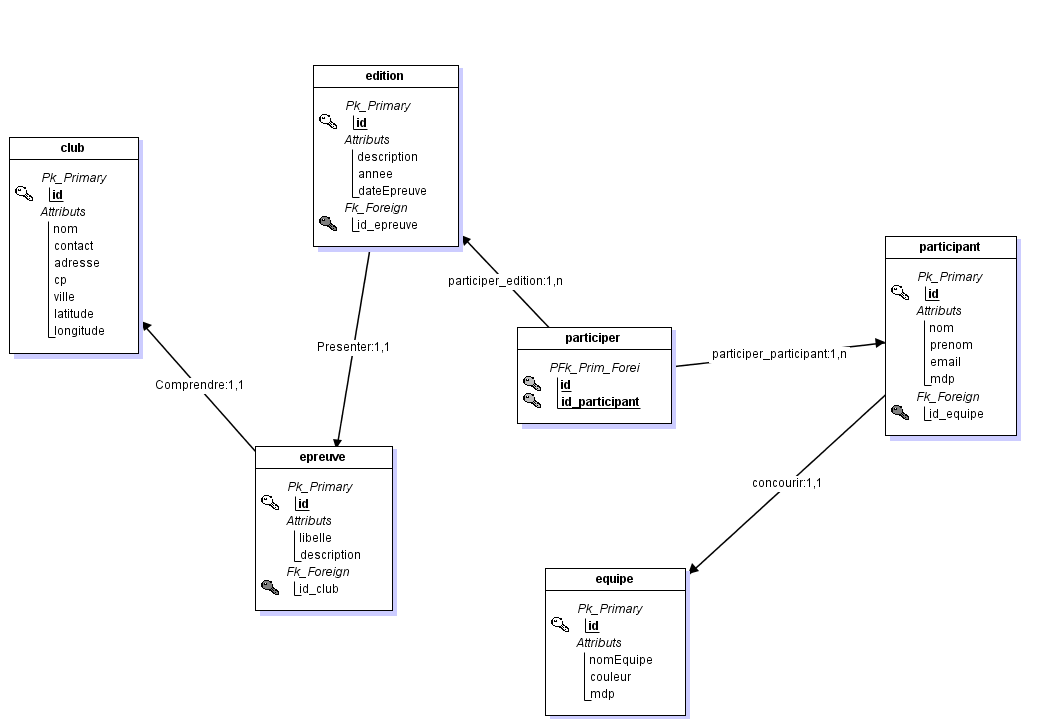 club
Pk_Primary
id
Attributs
nom
contact
adresse
cp
ville
latitude
longitude
edition
Pk_Primary
id
Attributs
description
annee
dateEpreuve
Fk_Foreign
id_epreuve
participer_edition:1,n
Presenter:1,1
Comprendre:1,1
participer
PFk_Prim_Forei
id
id_participant
participer_participant:1,n
participant
Pk_Primary
id
Attributs
nom
prenom
email
mdp
Fk_Foreign
id_equipe
epreuve
Pk_Primary
id
Attributs
libelle
description
Fk_Foreign
id_club
concourir:1,1
equipe
Pk_Primary
id
Attributs
nomEquipe
couleur
mdp